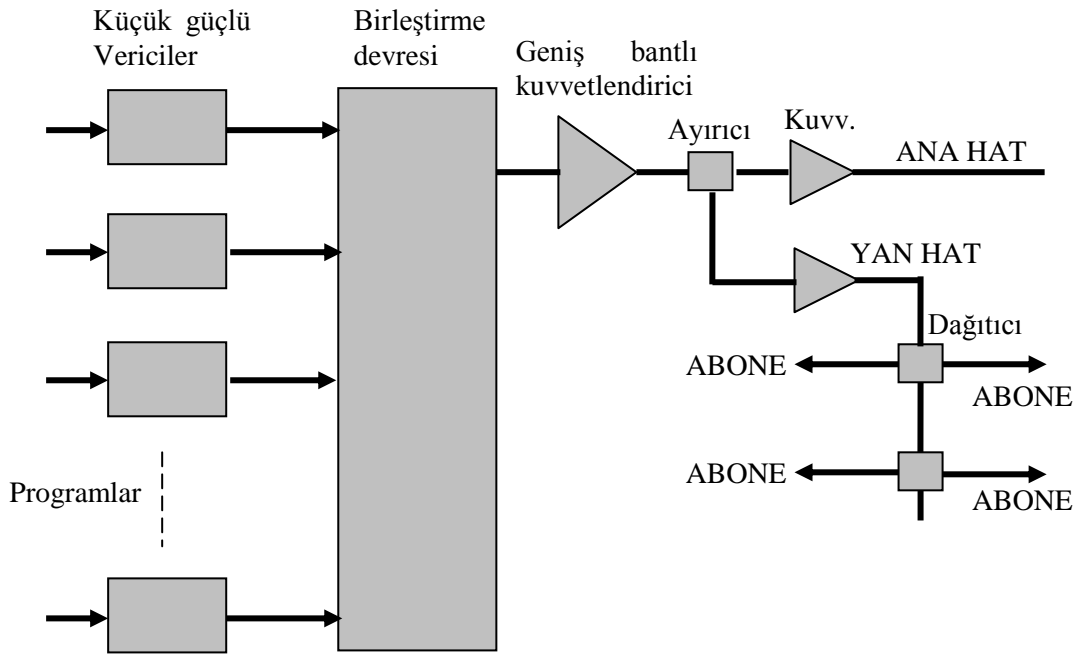 Küçük güçlü
Vericiler
Birleştirme
devresi
Geniş bantlı
kuvvetlendirici
Ayırıcı
Kuvv.
ANA HAT
YAN HAT
Dağıtıcı
ABONE
ABONE
ABONE
ABONE
Programlar